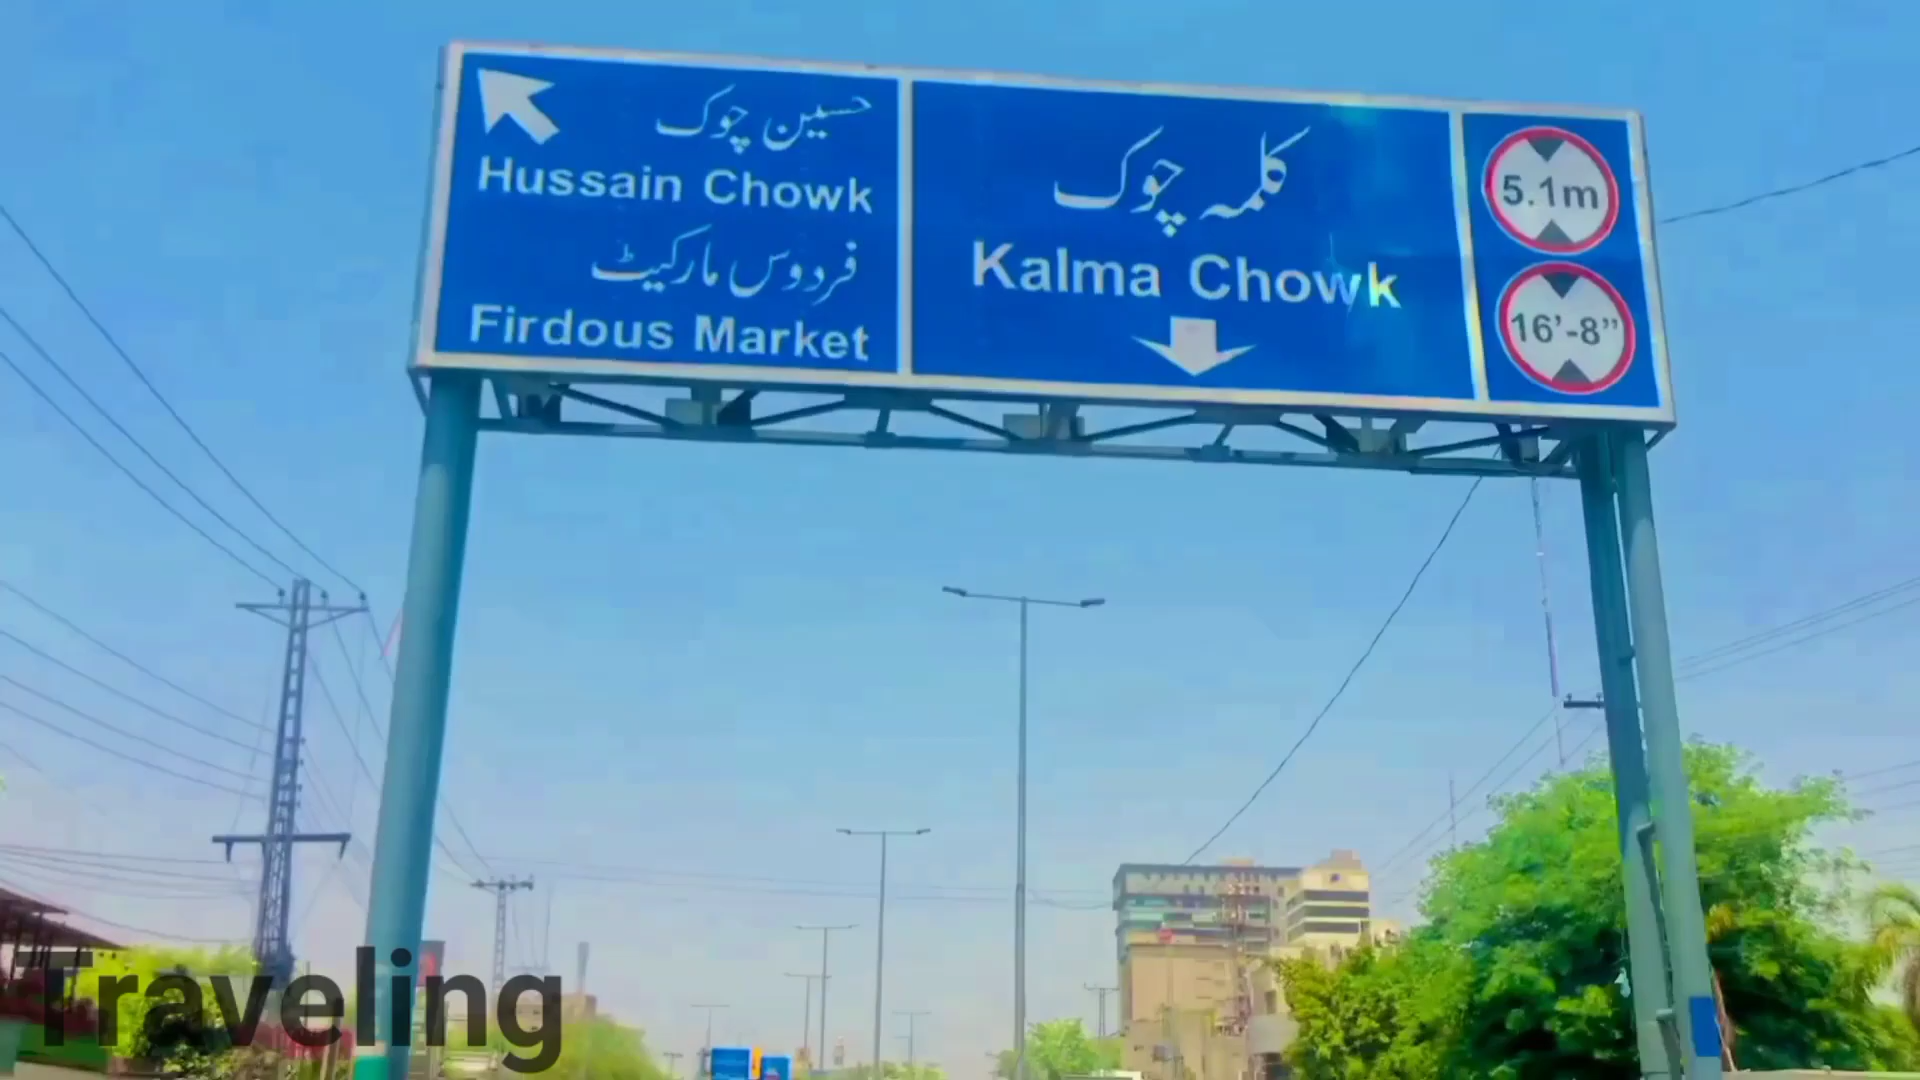 حسین چوک
Hussain Chowk
فردوس مارکیٹ
Firdous Market
کلمہ چوک
Kalma Chowk
5.1m
16'-8"
Traveling